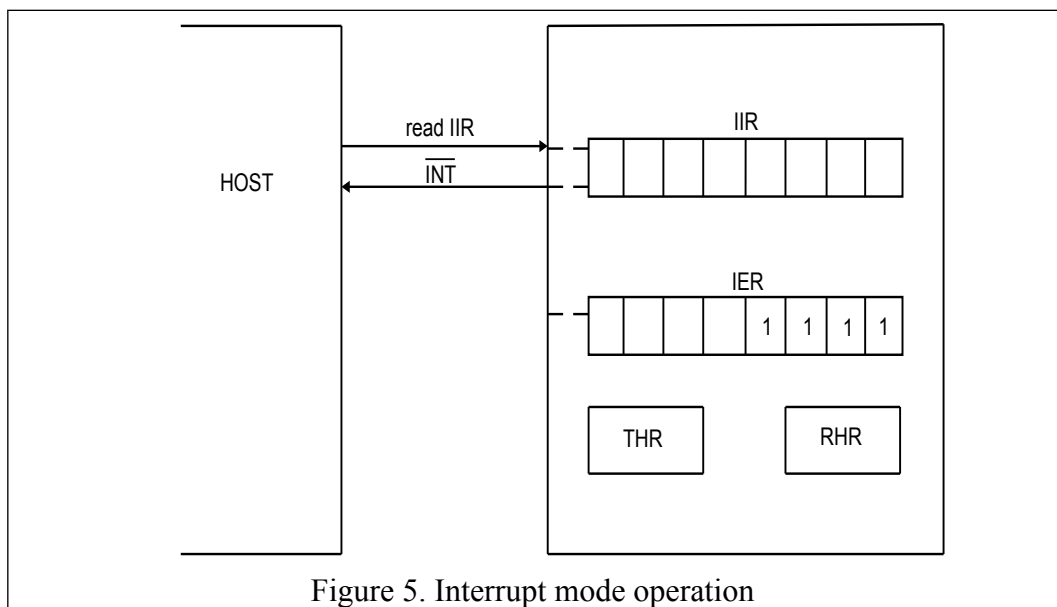 read IIR
IIR
INT
HOST
IER
1 1 1 1
THR RHR
Figure 5. Interrupt mode operation